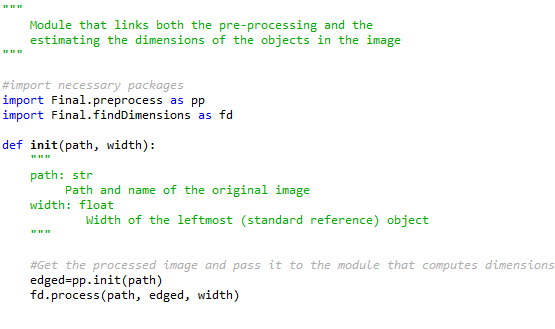 """
    Module that links both the pre-processing and the
    estimating the dimensions of the objects in the image
"""

#import necessary packages
import Final.preprocess as pp
import Final.findDimensions as fd

def init(path, width):
    """
    path: str
         Path and name of the original image
    width: float
            Width of the leftmost (standard reference) object
    """

    #Get the processed image and pass it to the module that computes dimensions
    edged=pp.init(path)
    fd.process(path, edged, width)